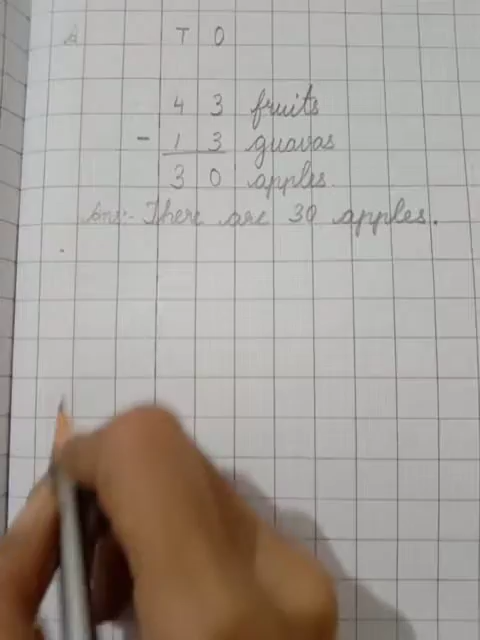 T O
4 3 fruits
- 1 3 guavas
3 0 apples.
Ans:- There are 30 apples.